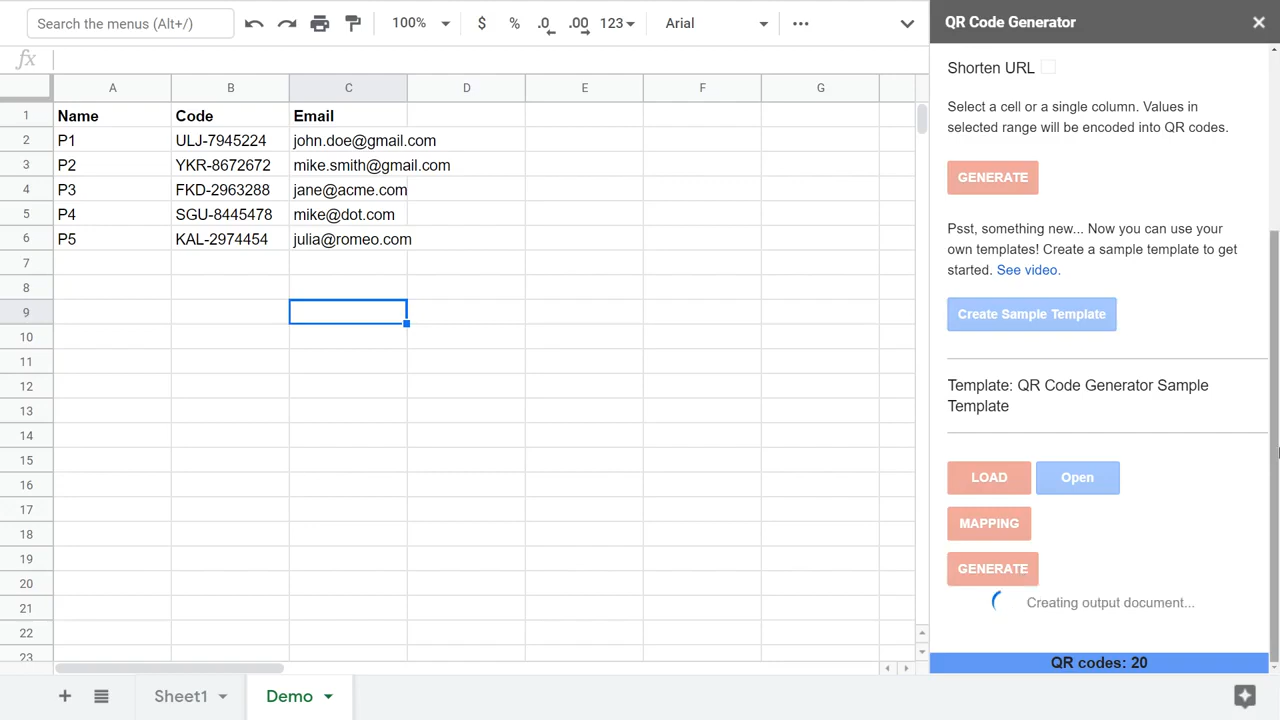 Search the menus (Alt+/)
100%
$
%
.0
.00
123
Arial
QR Code Generator
fx
A B C D E F G
1 Name Code Email
2 P1 ULJ-7945224 john.doe@gmail.com
3 P2 YKR-8672672 mike.smith@gmail.com
4 P3 FKD-2963288 jane@acme.com
5 P4 SGU-8445478 mike@dot.com
6 P5 KAL-2974454 julia@romeo.com
7
8
9
10
11
12
13
14
15
16
17
18
19
20
21
22
23
Shorten URL
Select a cell or a single column. Values in
selected range will be encoded into QR codes.
GENERATE
Psst, something new... Now you can use your
own templates! Create a sample template to get
started. See video.
Create Sample Template
Template: QR Code Generator Sample
Template
LOAD Open
MAPPING
GENERATE
Creating output document...
QR codes: 20
Sheet1
Demo